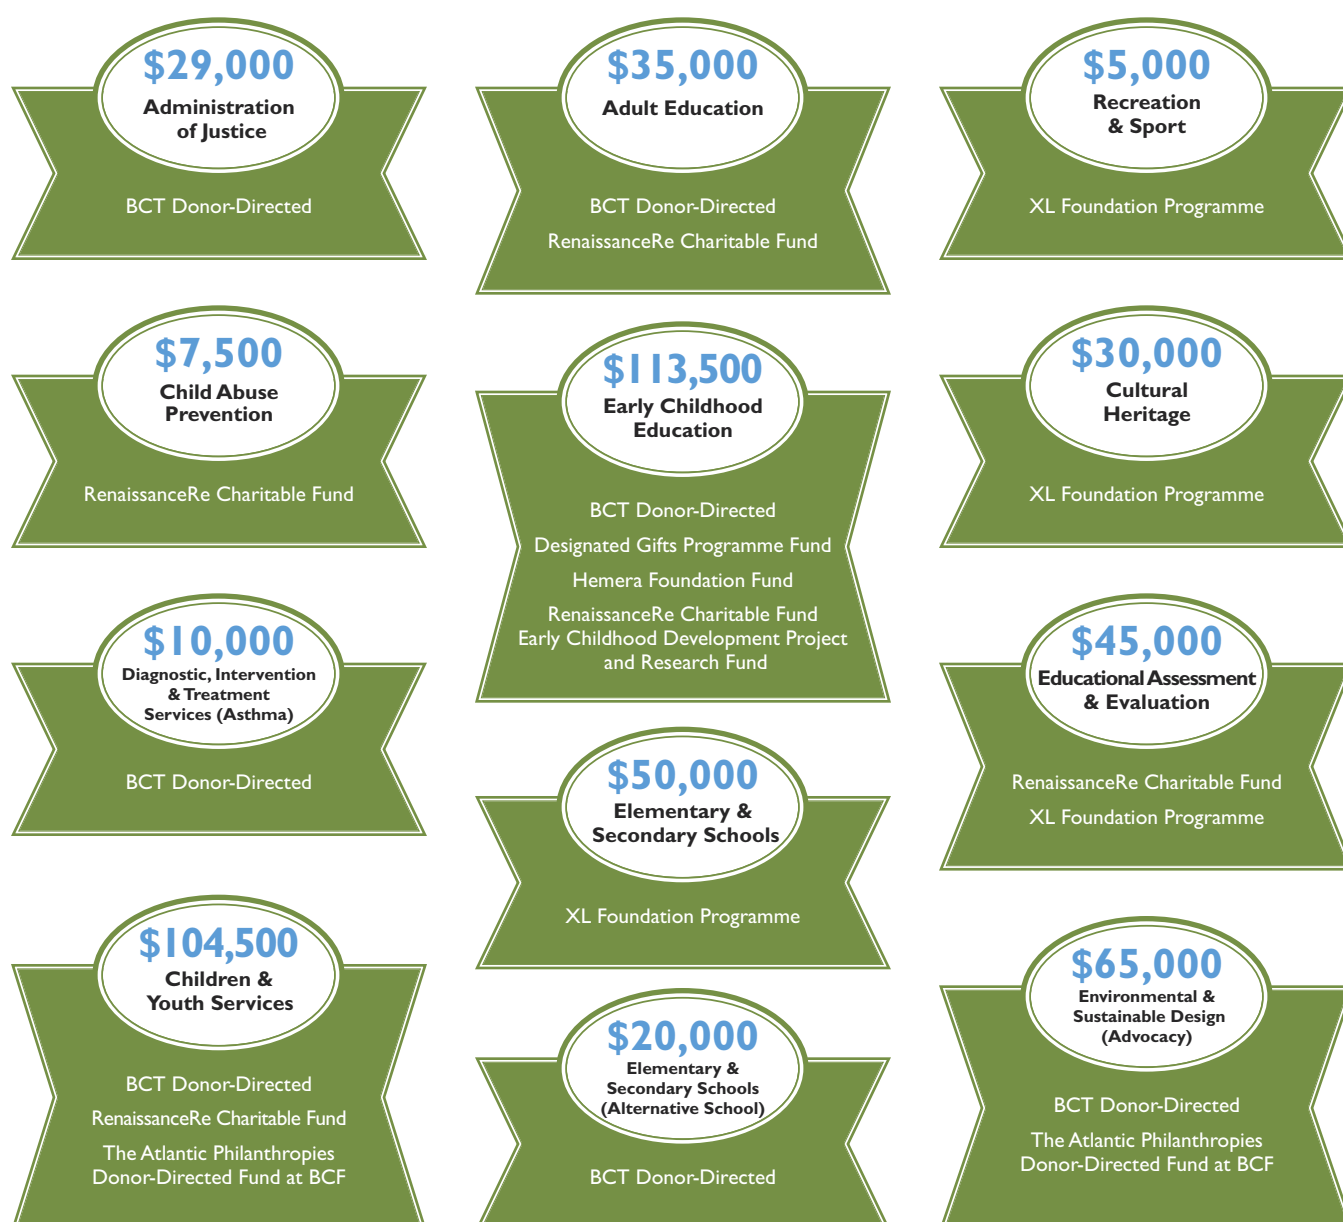 $29,000
Administration
of Justice
BCT Donor-Directed
$7,500
Child Abuse
Prevention
RenaissanceRe Charitable Fund
$10,000
Diagnostic, Intervention
& Treatment
Services (Asthma)
BCT Donor-Directed
$104,500
Children &
Youth Services
BCT Donor-Directed
RenaissanceRe Charitable Fund
The Atlantic Philanthropies
Donor-Directed Fund at BCF
$35,000
Adult Education
BCT Donor-Directed
RenaissanceRe Charitable Fund
$113,500
Early Childhood
Education
BCT Donor-Directed
Designated Gifts Programme Fund
Hemera Foundation Fund
RenaissanceRe Charitable Fund
Early Childhood Development Project
and Research Fund
$50,000
Elementary &
Secondary Schools
XL Foundation Programme
$20,000
Elementary &
Secondary Schools
(Alternative School)
BCT Donor-Directed
$5,000
Recreation
& Sport
XL Foundation Programme
$30,000
Cultural
Heritage
XL Foundation Programme
$45,000
Educational Assessment
& Evaluation
RenaissanceRe Charitable Fund
XL Foundation Programme
$65,000
Environmental &
Sustainable Design
(Advocacy)
BCT Donor-Directed
The Atlantic Philanthropies
Donor-Directed Fund at BCF